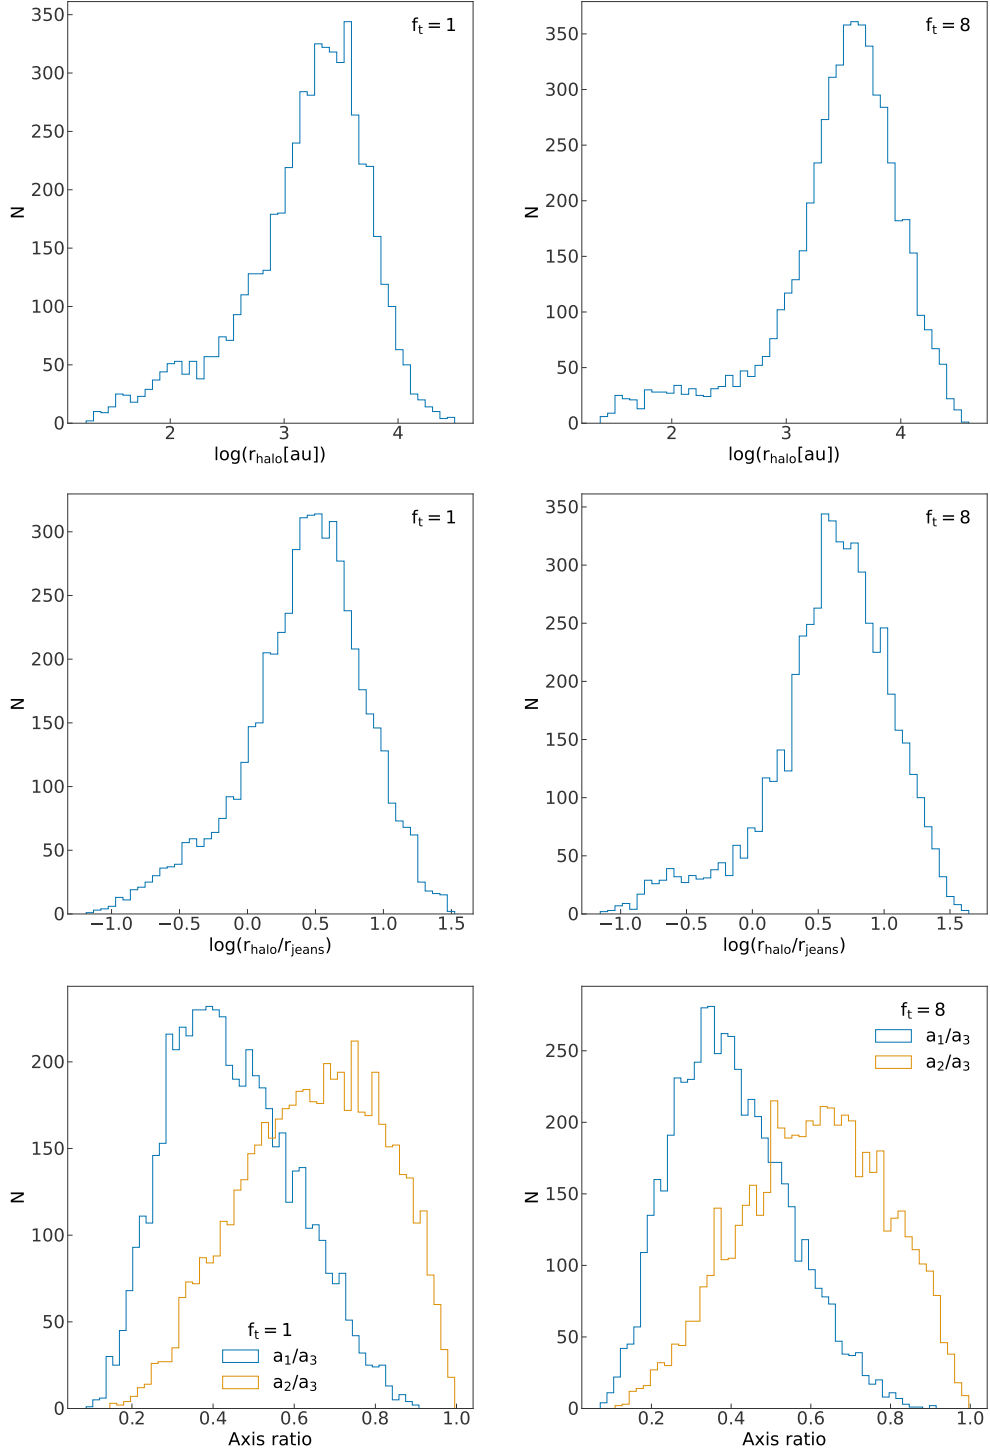 f_t = 1
350
300
250
200
150
100
50
0
N
2 3 4
log(r_halo[au])
f_t = 8
350
300
250
200
150
100
50
0
N
2 3 4
log(r_halo[au])
f_t = 1
300
250
200
150
100
50
0
N
−1.0 −0.5 0.0 0.5 1.0 1.5
log(r_halo/r_jeans)
f_t = 8
350
300
250
200
150
100
50
0
N
−1.0 −0.5 0.0 0.5 1.0 1.5
log(r_halo/r_jeans)
200
150
100
50
0
N
f_t = 1
a_1/a_3
a_2/a_3
0.2 0.4 0.6 0.8 1.0
Axis ratio
f_t = 8
a_1/a_3
a_2/a_3
250
200
150
100
50
0
N
0.2 0.4 0.6 0.8 1.0
Axis ratio